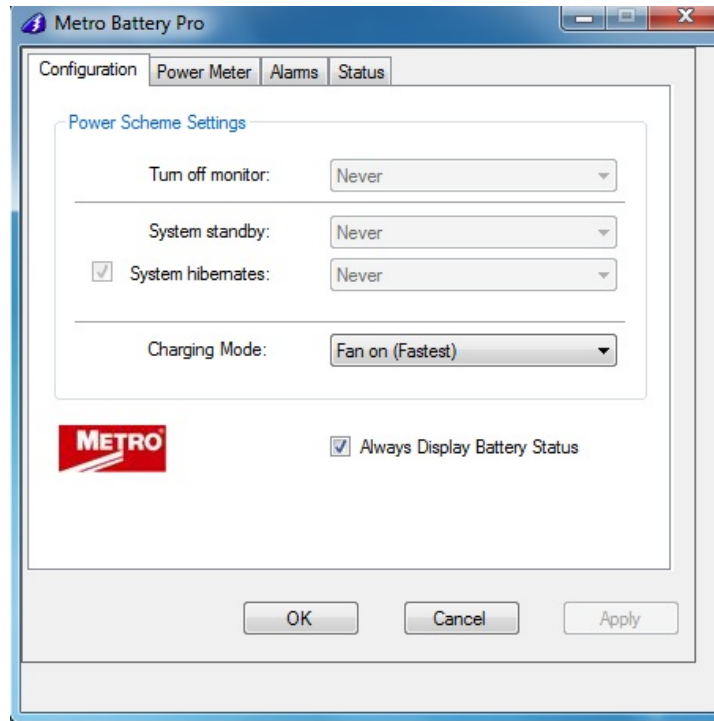 Metro Battery Pro
Configuration Power Meter Alarms Status
Power Scheme Settings
Turn off monitor: Never
System standby: Never
System hibernates: Never
Charging Mode: Fan on (Fastest)
METRO
Always Display Battery Status
OK Cancel Apply